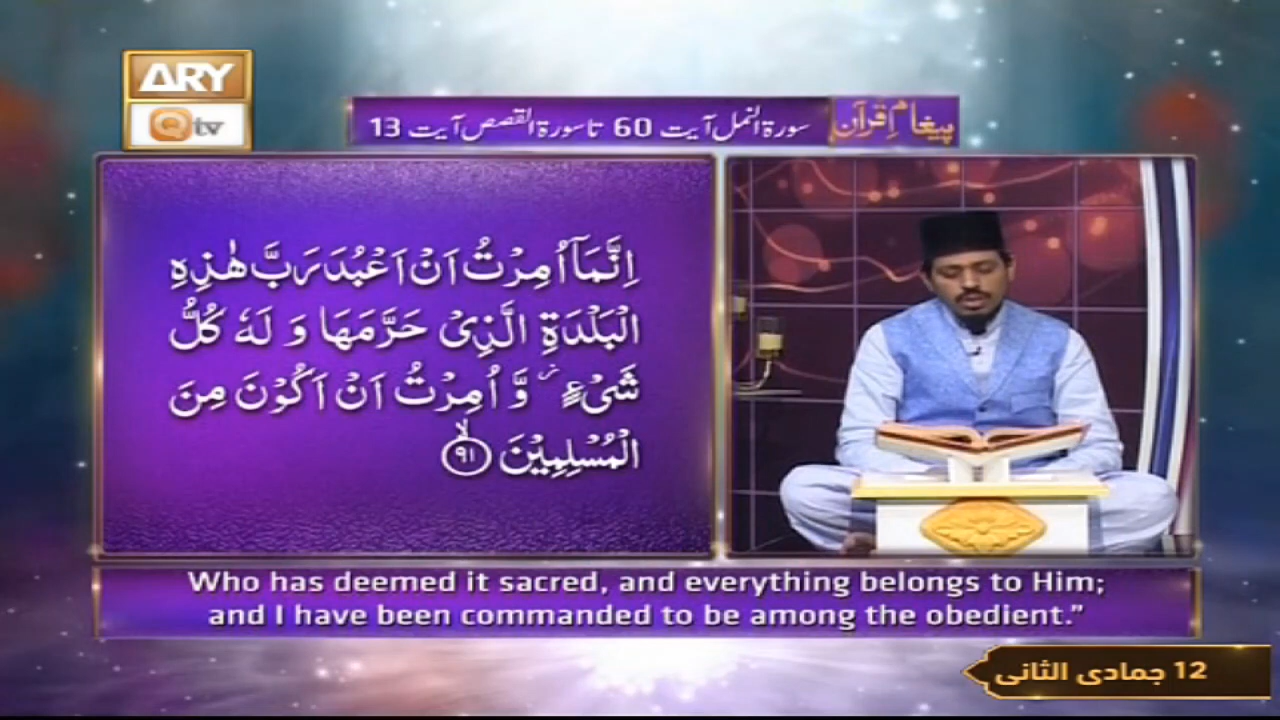 ARY
Qtv
پیغامِ قرآن
سورۃ النمل آیت 60 تا سورۃ القصص آیت 13
اِنَّمَاۤ اُمِرْتُ اَنْ اَعْبُدَ رَبَّ هٰذِهِ
الْبَلْدَةِ الَّذِیْ حَرَّمَهَا وَ لَهٗ كُلُّ
شَیْءٍ ؗ وَّ اُمِرْتُ اَنْ اَكُوْنَ مِنَ
الْمُسْلِمِیْنَ ۙ۝۹۱
Who has deemed it sacred, and everything belongs to Him;
and I have been commanded to be among the obedient.”
12 جمادی الثانی